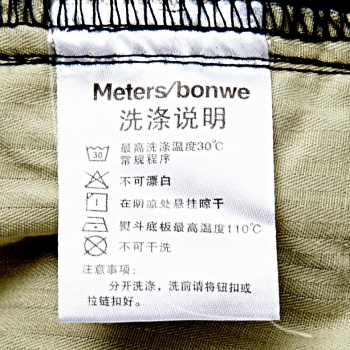 Meters/bonwe
洗涤说明
30
最高洗涤温度30℃
常规程序
不可漂白
在阴凉处悬挂晾干
熨斗底板最高温度110℃
不可干洗
注意事项:
分开洗涤，洗前请将钮扣或
拉链扣好。